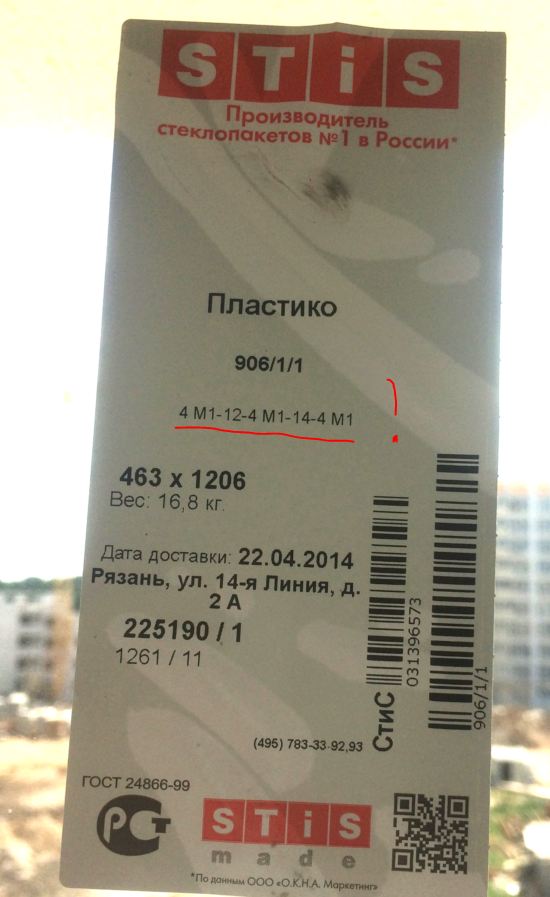 STiS
Производитель
стеклопакетов №1 в России*
Пластико
906/1/1
4 М1-12-4 М1-14-4 М1
463 x 1206
Вес: 16,8 кг.
Дата доставки: 22.04.2014
Рязань, ул. 14-я Линия, д.
2 А
225190 / 1
1261 / 11
СтиС
031396573
906/1/1
(495) 783-33-92,93
ГОСТ 24866-99
РСТ
STiS
made
*По данным ООО «О.К.Н.А. Маркетинг»